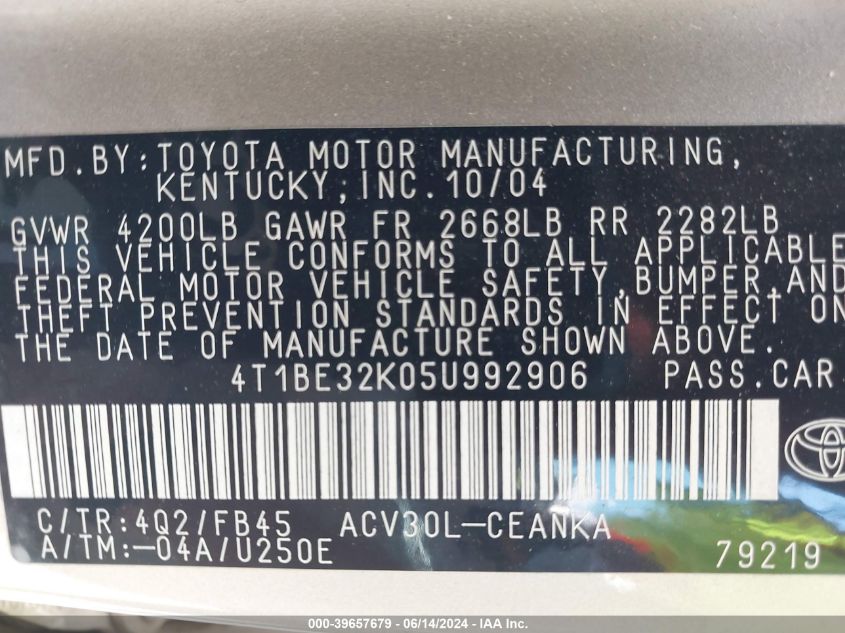 MFD.BY:TOYOTA MOTOR MANUFACTURING,
KENTUCKY,INC.10/04
GVWR 4200LB GAWR FR 2668LB RR 2282LB
THIS VEHICLE CONFORMS TO ALL APPLICABLE
FEDERAL MOTOR VEHICLE SAFETY,BUMPER,AND
THEFT PREVENTION STANDARDS IN EFFECT ON
THE DATE OF MANUFACTURE SHOWN ABOVE.
4T1BE32K05U992906 PASS.CAR
C/TR:4Q2/FB45 ACV30L-CEANKA
A/TM:-04A/U250E 79219
000-39657679 | 06/14/2024 - IAA Inc.